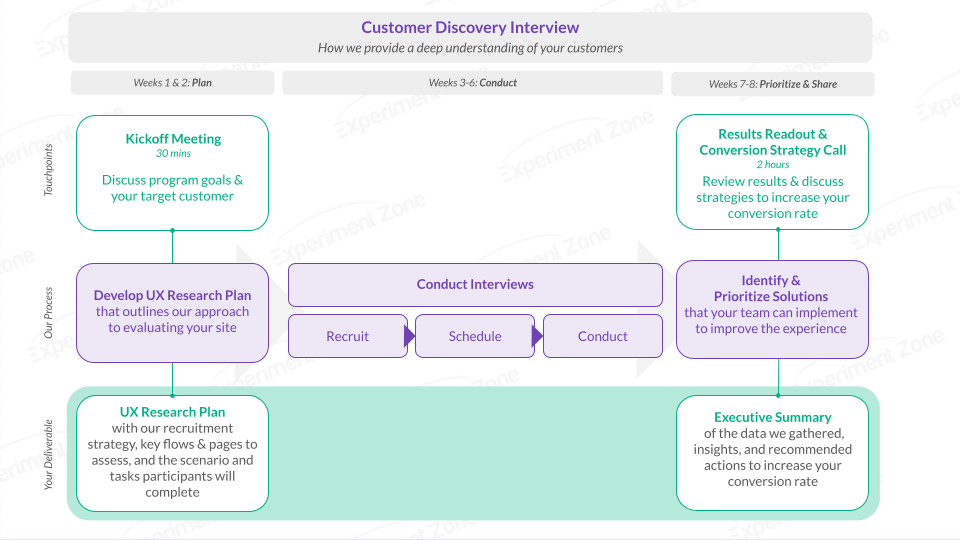 Customer Discovery Interview
How we provide a deep understanding of your customers
Weeks 1 & 2: Plan
Weeks 3-6: Conduct
Weeks 7-8: Prioritize & Share
Touchpoints
Kickoff Meeting
30 mins
Discuss program goals &
your target customer
Results Readout &
Conversion Strategy Call
2 hours
Review results & discuss
strategies to increase your
conversion rate
Our Process
Develop UX Research Plan
that outlines our approach
to evaluating your site
Conduct Interviews
Recruit
Schedule
Conduct
Identify &
Prioritize Solutions
that your team can implement
to improve the experience
Your Deliverable
UX Research Plan
with our recruitment
strategy, key flows & pages to
assess, and the scenario and
tasks participants will
complete
Executive Summary
of the data we gathered,
insights, and recommended
actions to increase your
conversion rate
Experiment Zone
Experiment Zone
Experiment Zone
Experiment Zone